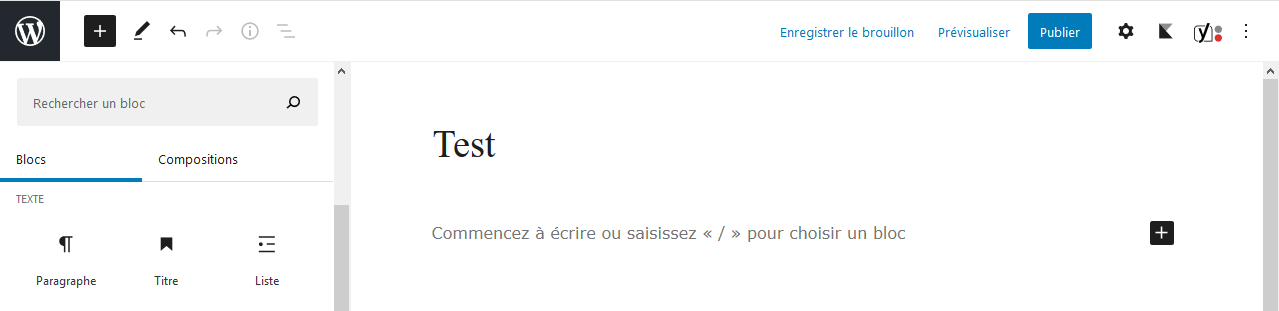 Enregistrer le brouillon Prévisualiser Publier
Rechercher un bloc
Blocs Compositions
TEXTE
Paragraphe Titre Liste
Test
Commencez à écrire ou saisissez « / » pour choisir un bloc